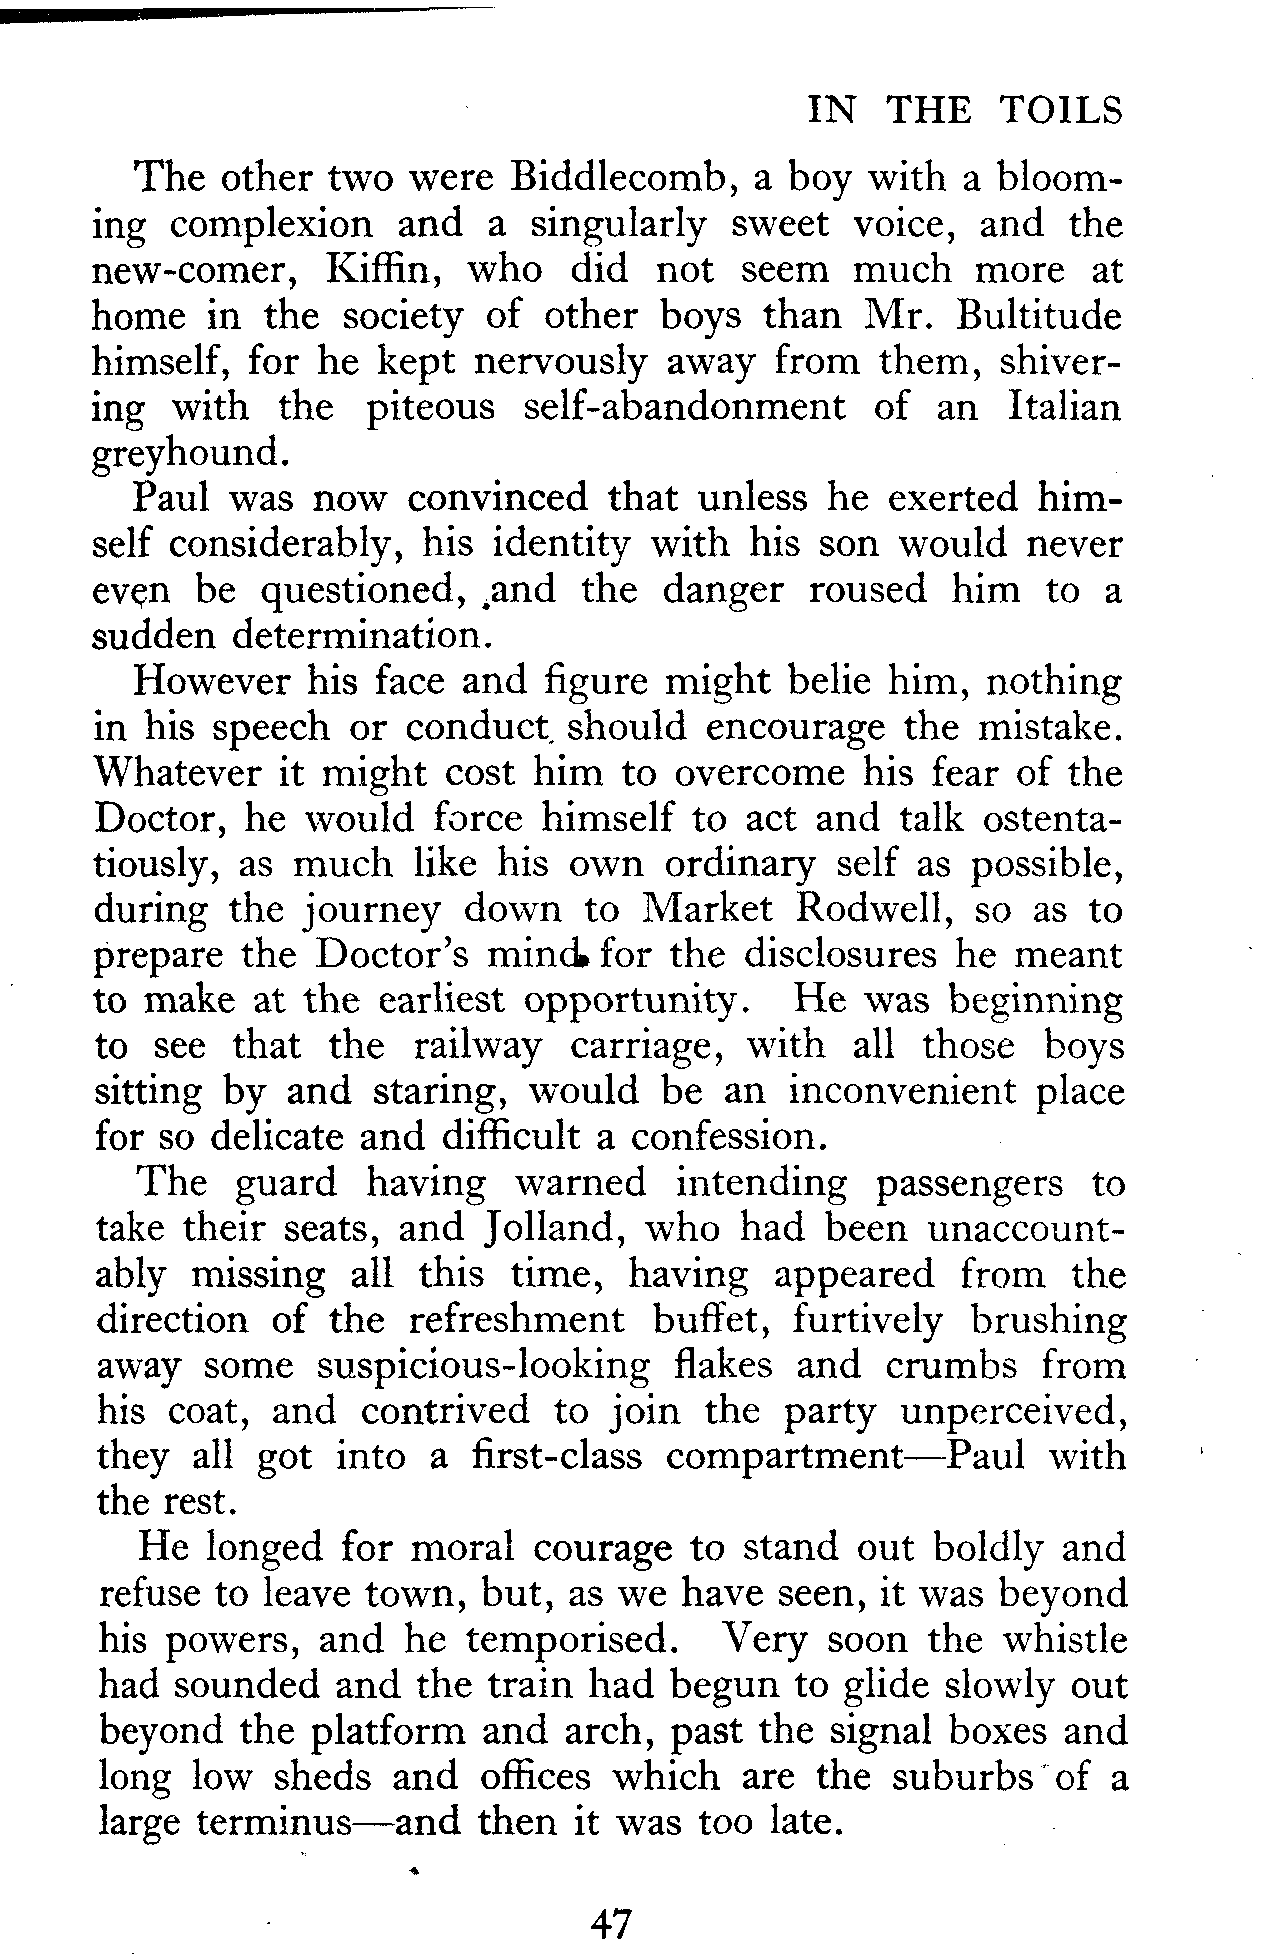 IN THE TOILS
The other two were Biddlecomb, a boy with a bloom-
ing complexion and a singularly sweet voice, and the
new-comer, Kiffin, who did not seem much more at
home in the society of other boys than Mr. Bultitude
himself, for he kept nervously away from them, shiver-
ing with the piteous self-abandonment of an Italian
greyhound.
Paul was now convinced that unless he exerted him-
self considerably, his identity with his son would never
even be questioned, and the danger roused him to a
sudden determination.
However his face and figure might belie him, nothing
in his speech or conduct should encourage the mistake.
Whatever it might cost him to overcome his fear of the
Doctor, he would force himself to act and talk ostenta-
tiously, as much like his own ordinary self as possible,
during the journey down to Market Rodwell, so as to
prepare the Doctor's mind for the disclosures he meant
to make at the earliest opportunity. He was beginning
to see that the railway carriage, with all those boys
sitting by and staring, would be an inconvenient place
for so delicate and difficult a confession.
The guard having warned intending passengers to
take their seats, and Jolland, who had been unaccount-
ably missing all this time, having appeared from the
direction of the refreshment buffet, furtively brushing
away some suspicious-looking flakes and crumbs from
his coat, and contrived to join the party unperceived,
they all got into a first-class compartment—Paul with
the rest.
He longed for moral courage to stand out boldly and
refuse to leave town, but, as we have seen, it was beyond
his powers, and he temporised. Very soon the whistle
had sounded and the train had begun to glide slowly out
beyond the platform and arch, past the signal boxes and
long low sheds and offices which are the suburbs of a
large terminus—and then it was too late.
47